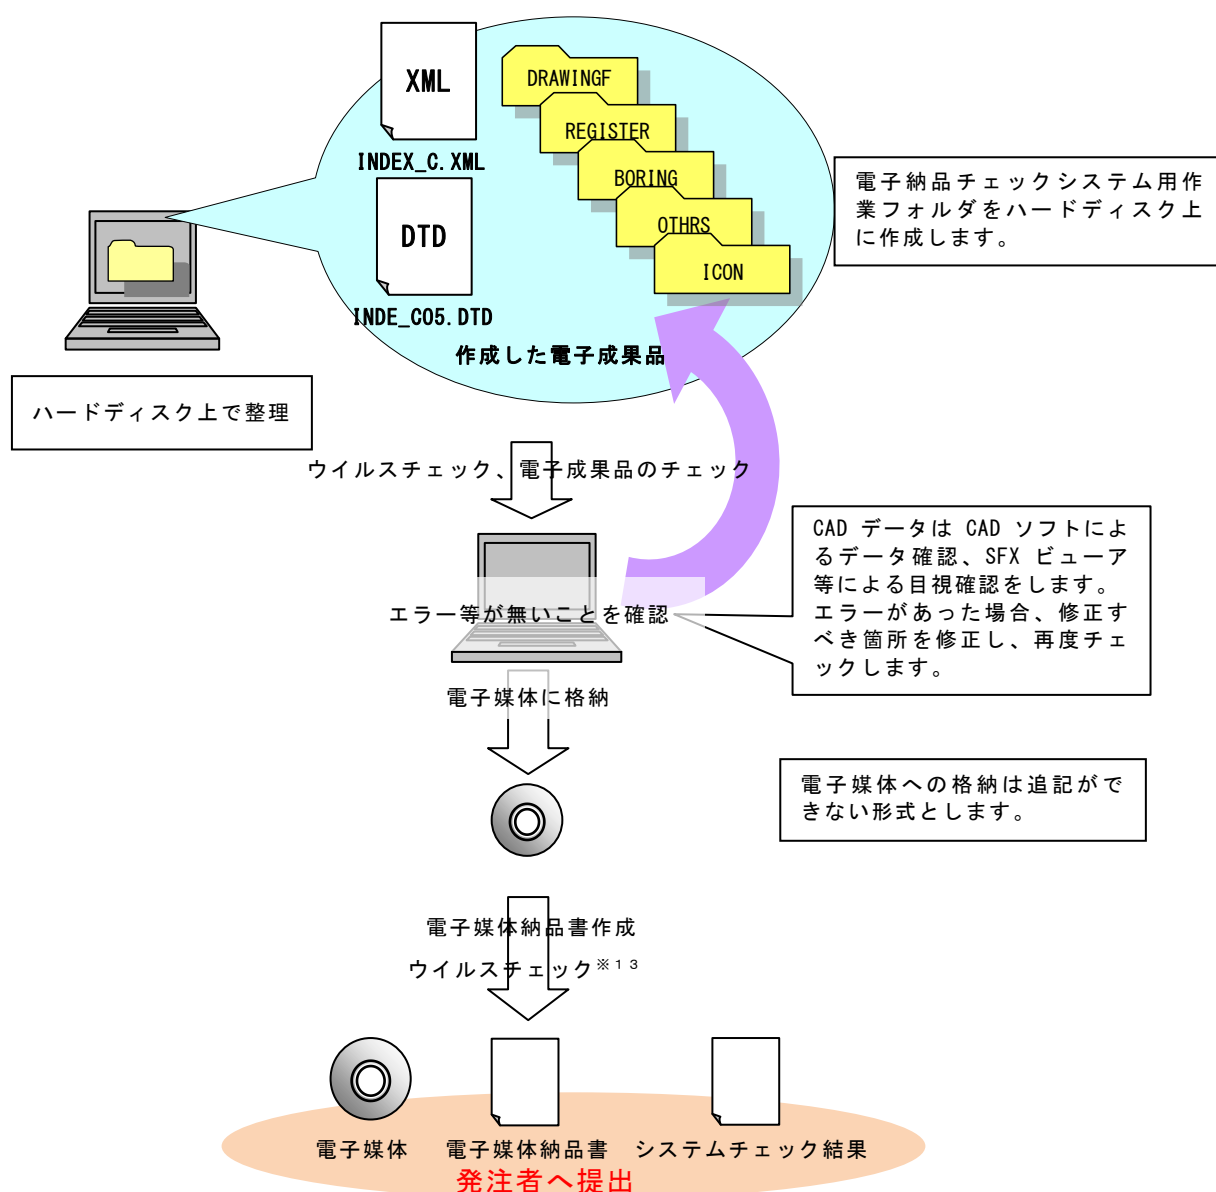 XML
INDEX_C.XML
DTD
INDE_C05.DTD
DRAWINGF
REGISTER
BORING
OTHRS
ICON
作成した電子成果品
電子納品チェックシステム用作
業フォルダをハードディスク上
に作成します。
ハードディスク上で整理
ウイルスチェック、電子成果品のチェック
エラー等が無いことを確認
CAD データは CAD ソフトによ
るデータ確認、SFX ビューア
等による目視確認をします。
エラーがあった場合、修正す
べき箇所を修正し、再度チェ
ックします。
電子媒体に格納
電子媒体への格納は追記がで
きない形式とします。
電子媒体納品書作成
ウイルスチェック※13
電子媒体
電子媒体納品書
システムチェック結果
発注者へ提出